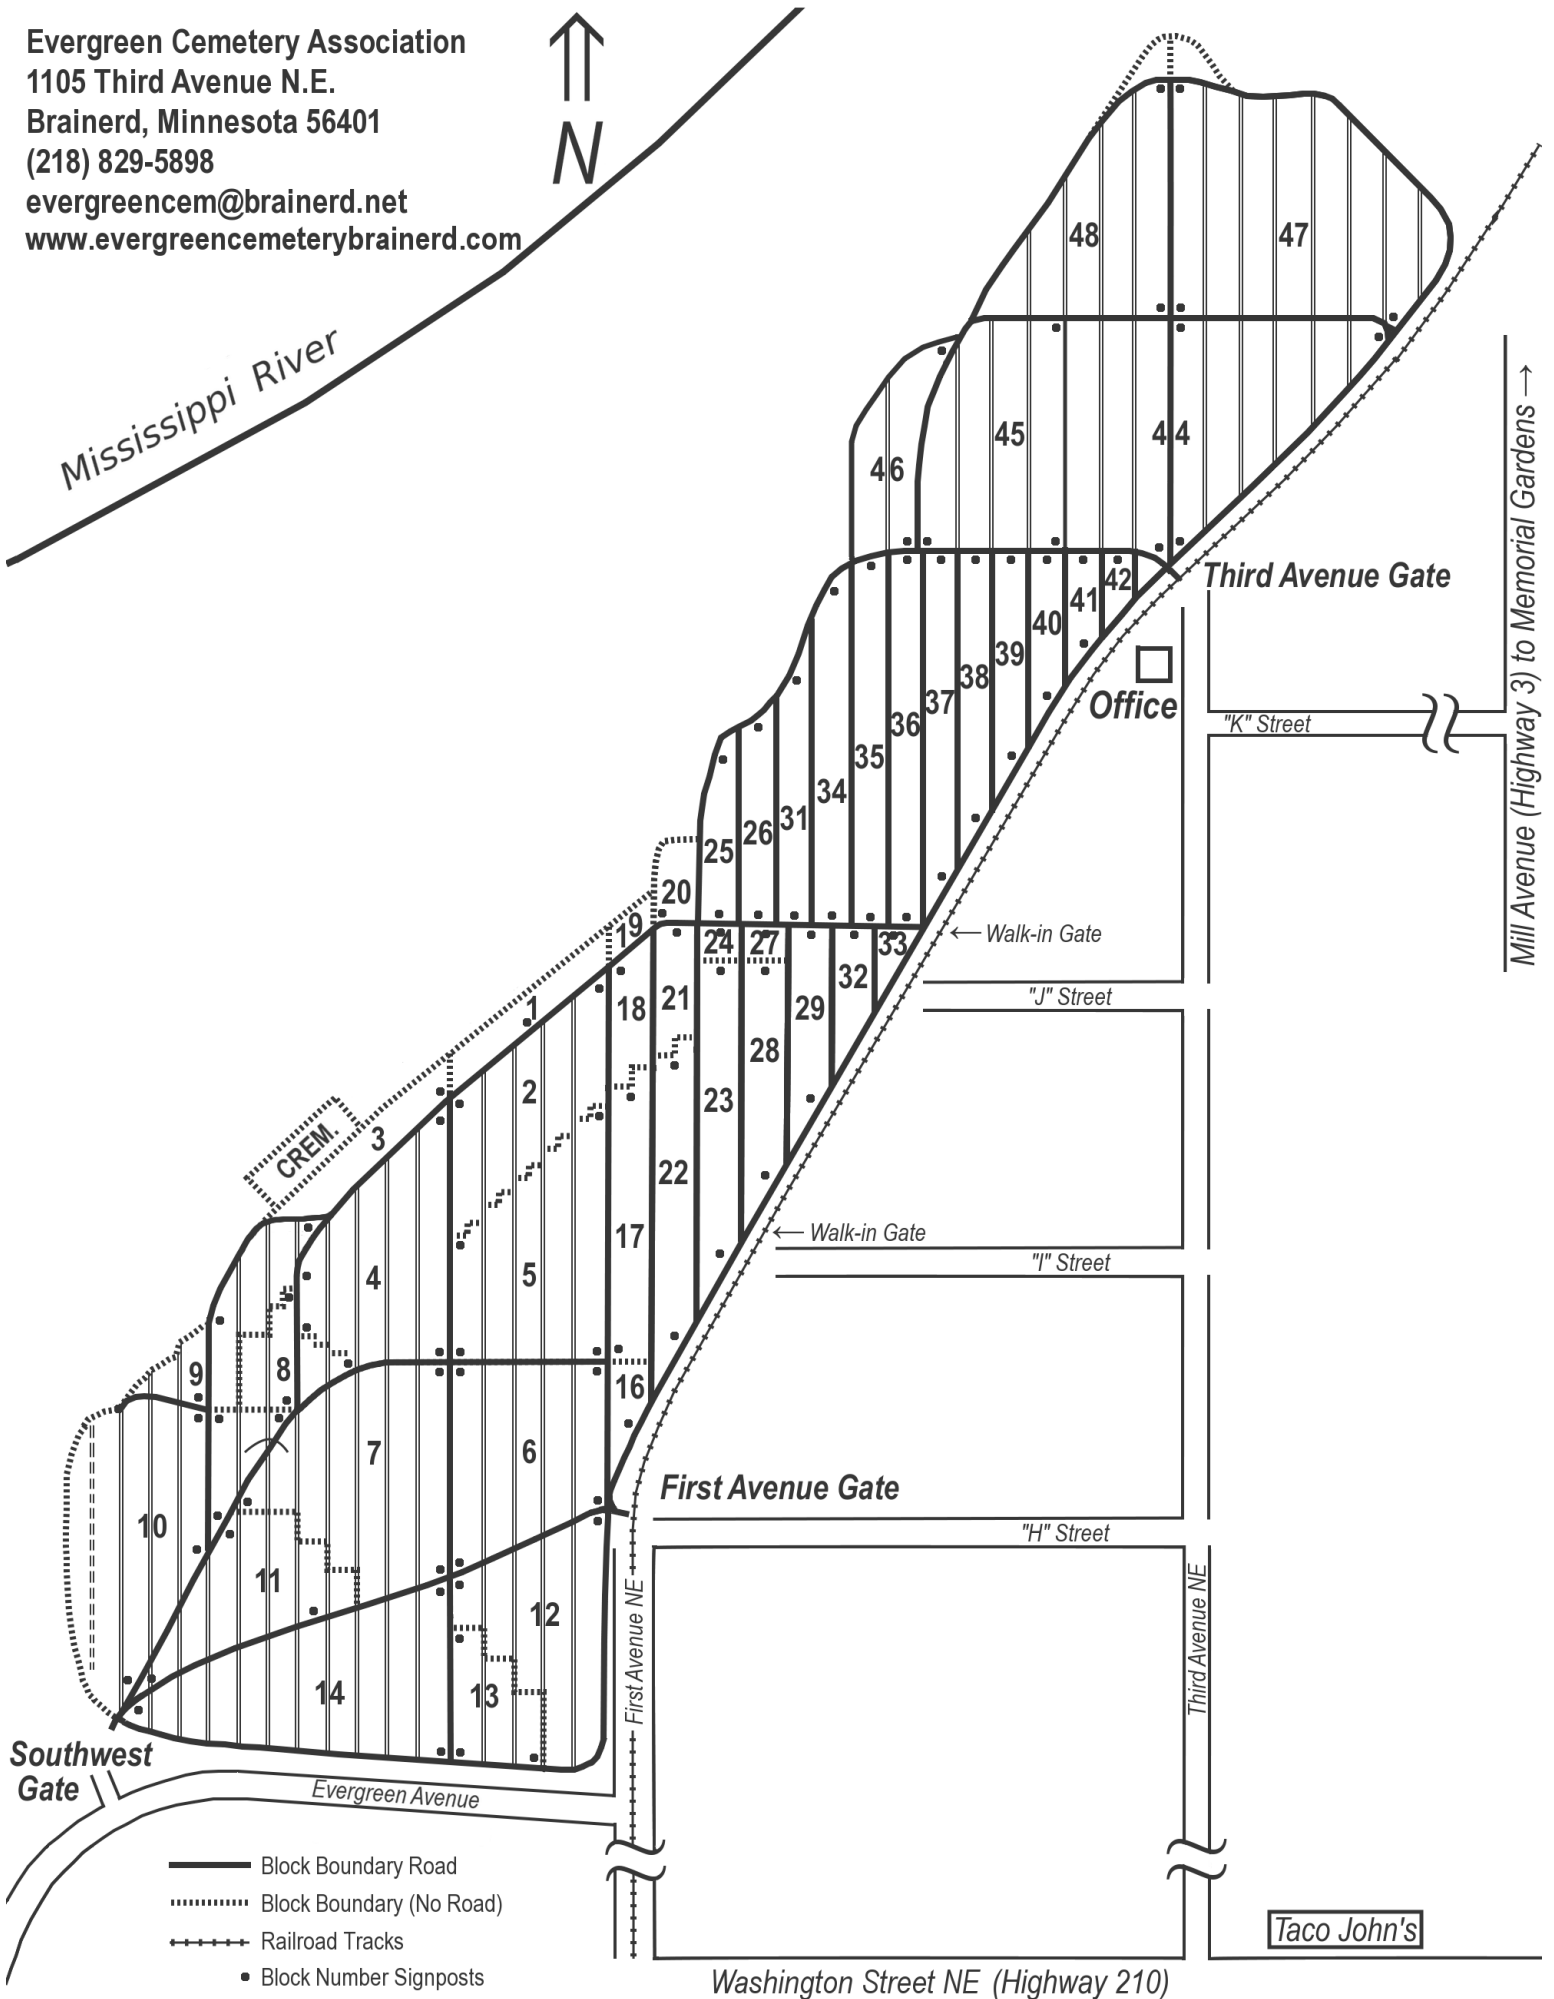 Evergreen Cemetery Association
1105 Third Avenue N.E.
Brainerd, Minnesota 56401
(218) 829-5898
evergreencem@brainerd.net
www.evergreencemeterybrainerd.com
N
Mississippi River
48
47
45
44
46
Third Avenue Gate
Mill Avenue (Highway 3) to Memorial Gardens →
42
41
40
39
38
37
36
35
34
31
26
25
20
Office
"K" Street
19
24
27
33
← Walk-in Gate
32
21
18
29
1
"J" Street
28
2
23
3
CREM.
22
17
← Walk-in Gate
"I" Street
5
4
9
8
16
7
6
First Avenue Gate
10
"H" Street
11
12
First Avenue NE
Third Avenue NE
14
13
Southwest
Gate
Evergreen Avenue
Block Boundary Road
Block Boundary (No Road)
Railroad Tracks
Block Number Signposts
Taco John's
Washington Street NE (Highway 210)